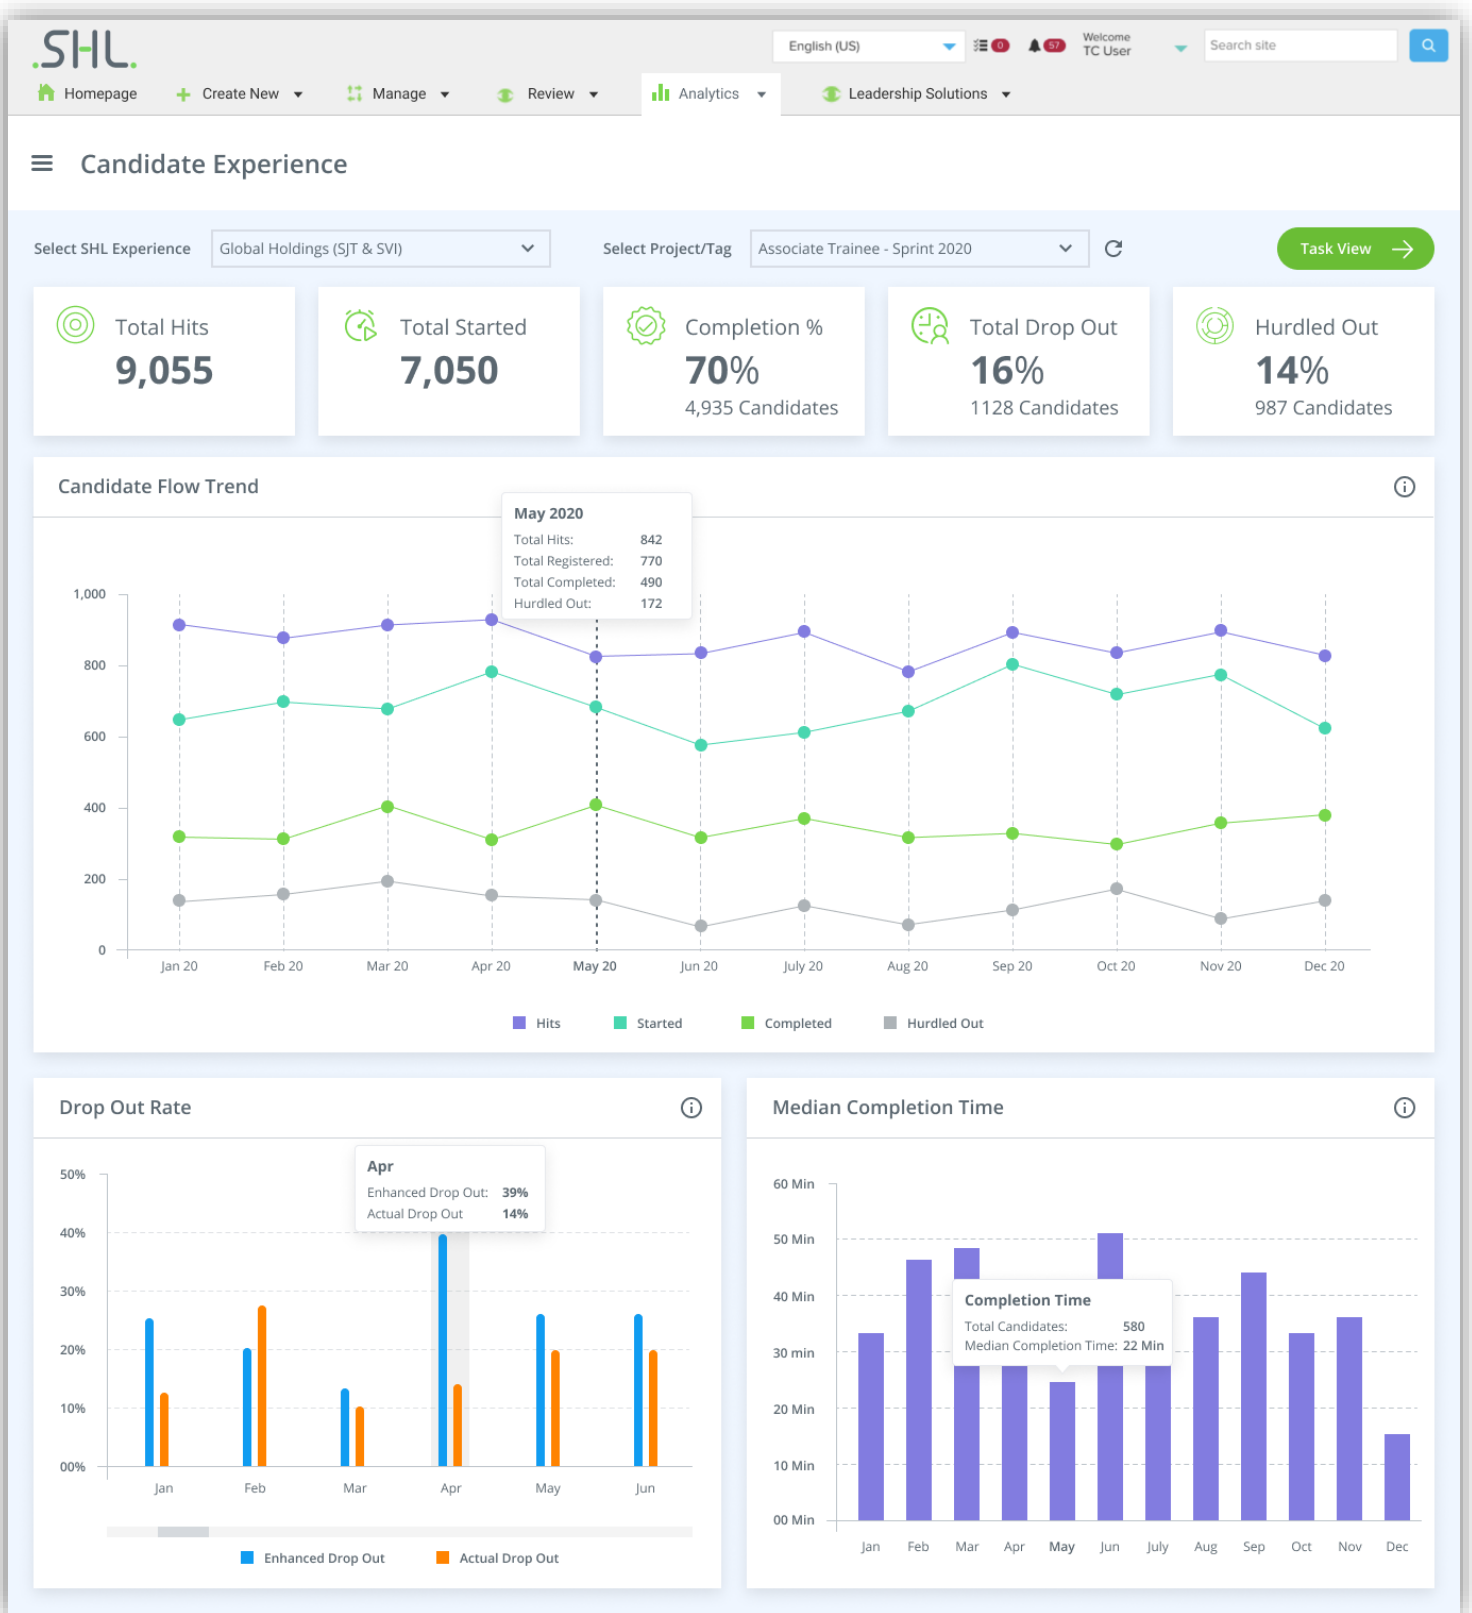 .SHL.
English (US)
0
57
Welcome
TC User
Search site
Homepage
Create New
Manage
Review
Analytics
Leadership Solutions
Candidate Experience
Select SHL Experience
Global Holdings (SJT & SVI)
Select Project/Tag
Associate Trainee - Sprint 2020
Task View
Total Hits
9,055
Total Started
7,050
Completion %
70%
4,935 Candidates
Total Drop Out
16%
1128 Candidates
Hurdled Out
14%
987 Candidates
Candidate Flow Trend
May 2020
Total Hits: 842
Total Registered: 770
Total Completed: 490
Hurdled Out: 172
1,000
800
600
400
200
0
Jan 20 Feb 20 Mar 20 Apr 20 May 20 Jun 20 July 20 Aug 20 Sep 20 Oct 20 Nov 20 Dec 20
Hits Started Completed Hurdled Out
Drop Out Rate
Apr
Enhanced Drop Out: 39%
Actual Drop Out 14%
50%
40%
30%
20%
10%
00%
Jan Feb Mar Apr May Jun
Enhanced Drop Out Actual Drop Out
Median Completion Time
60 Min
50 Min
40 Min
30 min
20 Min
10 Min
00 Min
Completion Time
Total Candidates: 580
Median Completion Time: 22 Min
Jan Feb Mar Apr May Jun July Aug Sep Oct Nov Dec